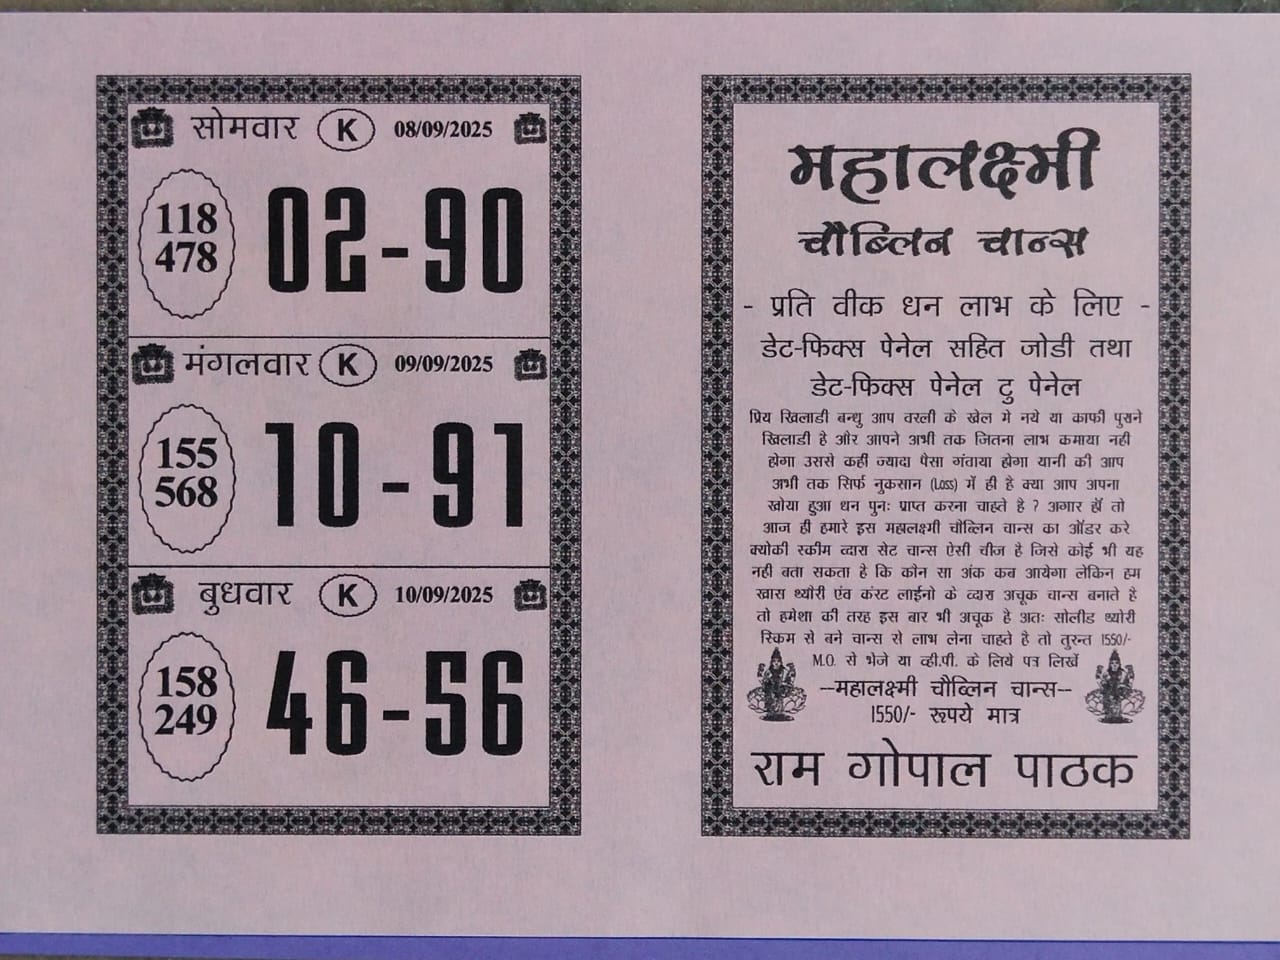 सोमवार K 08/09/2025
118
478
02-90
मंगलवार K 09/09/2025
155
568
10-91
बुधवार K 10/09/2025
158
249
46-56
महालक्ष्मी
चौब्लिन चान्स
- प्रति वीक धन लाभ के लिए -
डेट-फिक्स पेनेल सहित जोडी तथा
डेट-फिक्स पेनेल टु पेनेल
प्रिय खिलाडी बन्धु आप वरली के खेल मे नये या काफी पुराने
खिलाडी है और आपने अभी तक जितना लाभ कमाया नही
होगा उससे कहीं ज्यादा पैसा गंवाया होगा यानी की आप
अभी तक सिर्फ नुकसान (Loss) में ही है क्या आप अपना
खोया हुआ धन पुनः प्राप्त करना चाहते है ? अगार हाँ तो
आज ही हमारे इस महालक्ष्मी चौब्लिन चान्स का ऑडर करे
क्योकी स्कीम व्दारा सेट चान्स ऐसी चीज है जिसे कोई भी यह
नही बता सकता है कि कौन सा अंक कब आयेगा लेकिन हम
खास थ्योरी एंव करंट लाईनो के व्दारा अचूक चान्स बनाते है
तो हमेशा की तरह इस बार भी अचूक है अतः सोलीड थ्योरी
स्किम से बने चान्स से लाभ लेना चाहते है तो तुरन्त 1550/-
M.O. से भेजे या व्ही.पी. के लिये पत्र लिखें
--महालक्ष्मी चौब्लिन चान्स--
1550/- रूपये मात्र
राम गोपाल पाठक